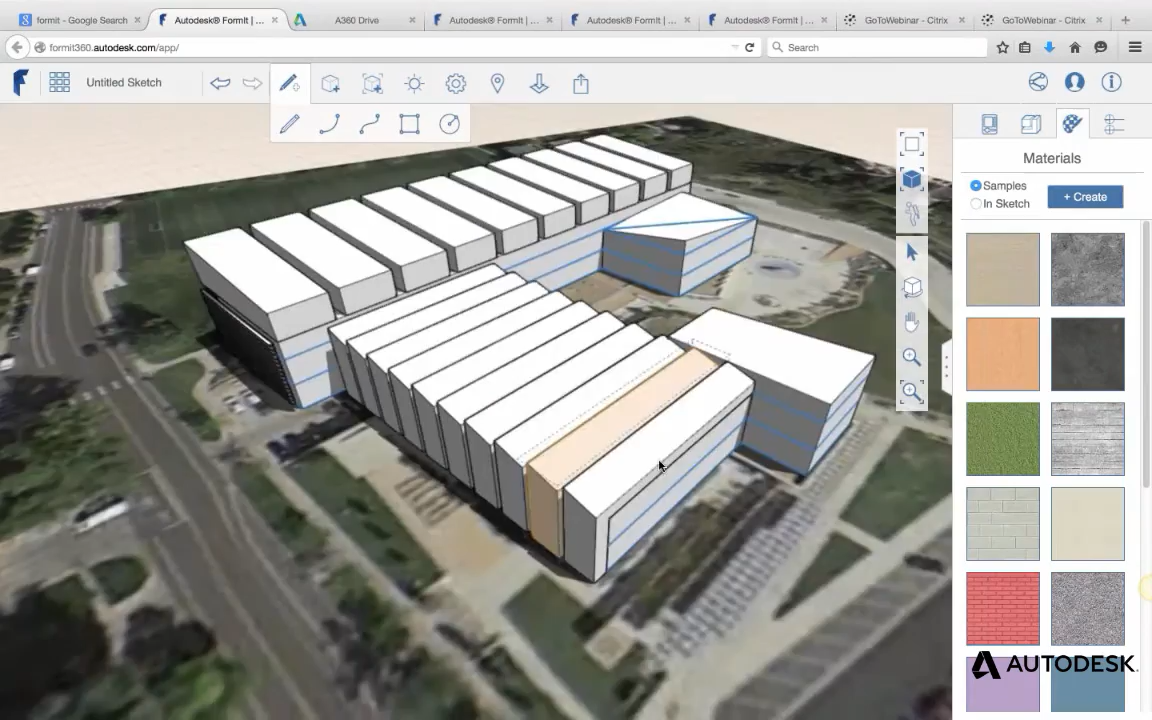 formit - Google Search
Autodesk® FormIt | ...
A360 Drive
Autodesk® FormIt | ...
Autodesk® FormIt | ...
Autodesk® FormIt | ...
GoToWebinar - Citrix
GoToWebinar - Citrix
formit360.autodesk.com/app/
Search
Untitled Sketch
Materials
Samples
In Sketch
+ Create
AUTODESK.